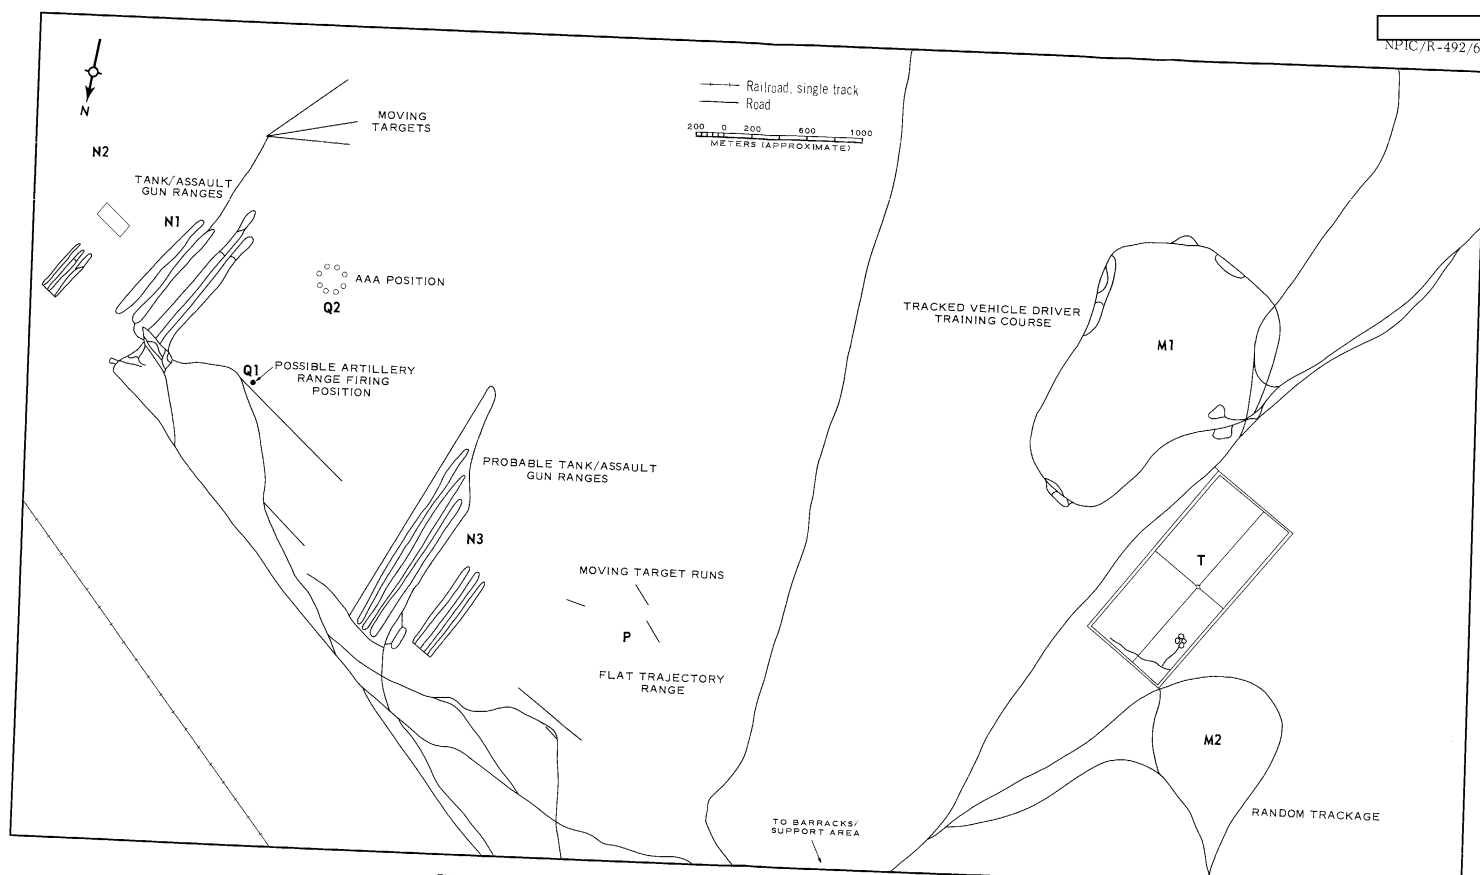 NPIC/R-492/6
N
N2
MOVING
TARGETS
Railroad, single track
Road
200 0 200 600 1000
METERS (APPROXIMATE)
TANK/ASSAULT
GUN RANGES
N1
AAA POSITION
Q2
TRACKED VEHICLE DRIVER
TRAINING COURSE
M1
Q1
POSSIBLE ARTILLERY
RANGE FIRING
POSITION
PROBABLE TANK/ASSAULT
GUN RANGES
N3
T
MOVING TARGET RUNS
P
FLAT TRAJECTORY
RANGE
M2
RANDOM TRACKAGE
TO BARRACKS/
SUPPORT AREA